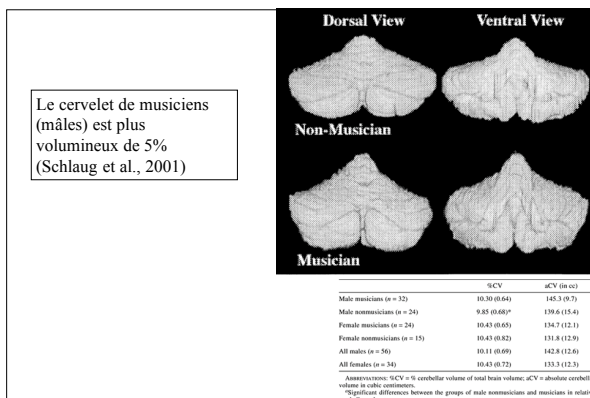 Le cervelet de musiciens
(mâles) est plus
volumineux de 5%
(Schlaug et al., 2001)
Dorsal View Ventral View
Non-Musician
Musician
%CV aCV (in cc)
Male musicians (n = 32) 10.30 (0.64) 145.3 (9.7)
Male nonmusicians (n = 24) 9.85 (0.68)* 139.6 (15.4)
Female musicians (n = 24) 10.43 (0.65) 134.7 (12.1)
Female nonmusicians (n = 15) 10.43 (0.82) 131.8 (12.9)
All males (n = 56) 10.11 (0.69) 142.8 (12.6)
All females (n = 34) 10.43 (0.72) 133.3 (12.3)
ABBREVIATIONS: %CV = % cerebellar volume of total brain volume; aCV = absolute cerebell
volume in cubic centimeters.
*Significant differences between the groups of male nonmusicians and musicians in relativ